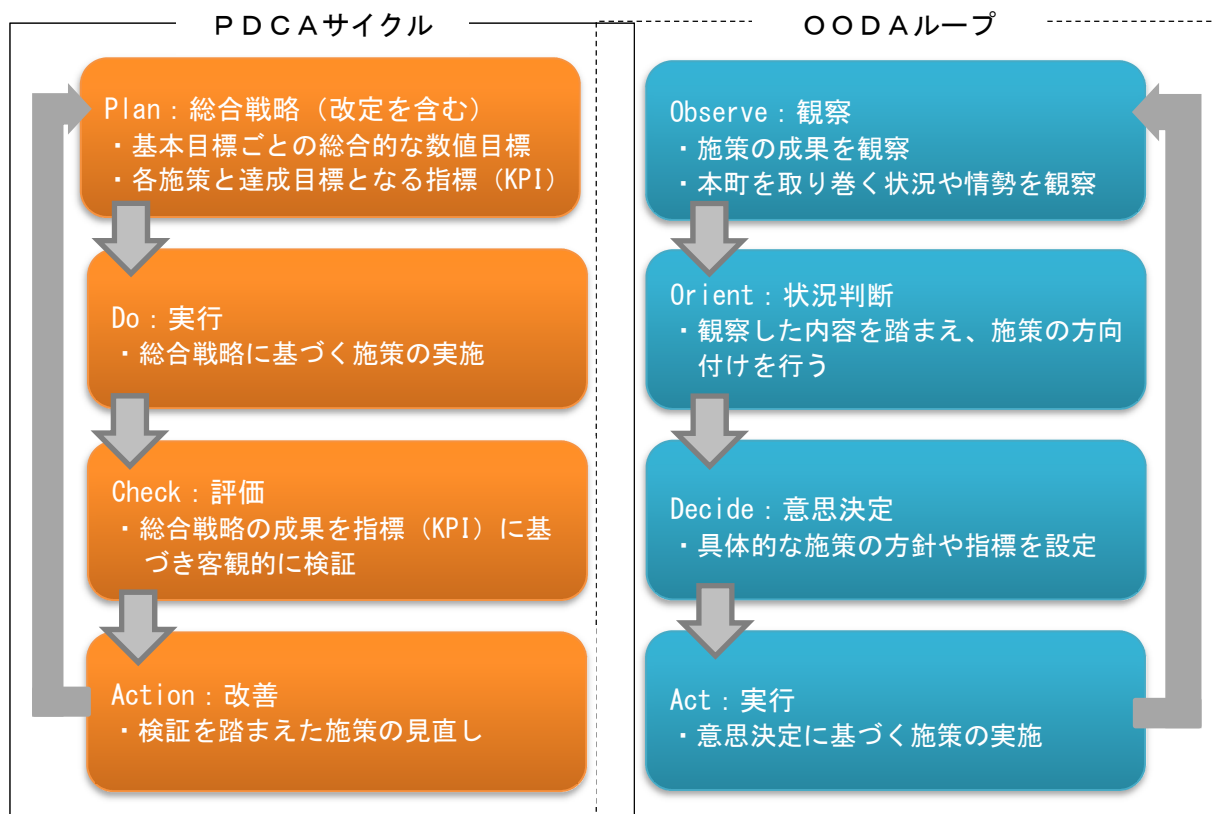 ＰＤＣＡサイクル
Plan：総合戦略（改定を含む）
・基本目標ごとの総合的な数値目標
・各施策と達成目標となる指標（KPI）
Do：実行
・総合戦略に基づく施策の実施
Check：評価
・総合戦略の成果を指標（KPI）に基
づき客観的に検証
Action：改善
・検証を踏まえた施策の見直し
ＯＯＤＡループ
Observe：観察
・施策の成果を観察
・本町を取り巻く状況や情勢を観察
Orient：状況判断
・観察した内容を踏まえ、施策の方向
付けを行う
Decide：意思決定
・具体的な施策の方針や指標を設定
Act：実行
・意思決定に基づく施策の実施